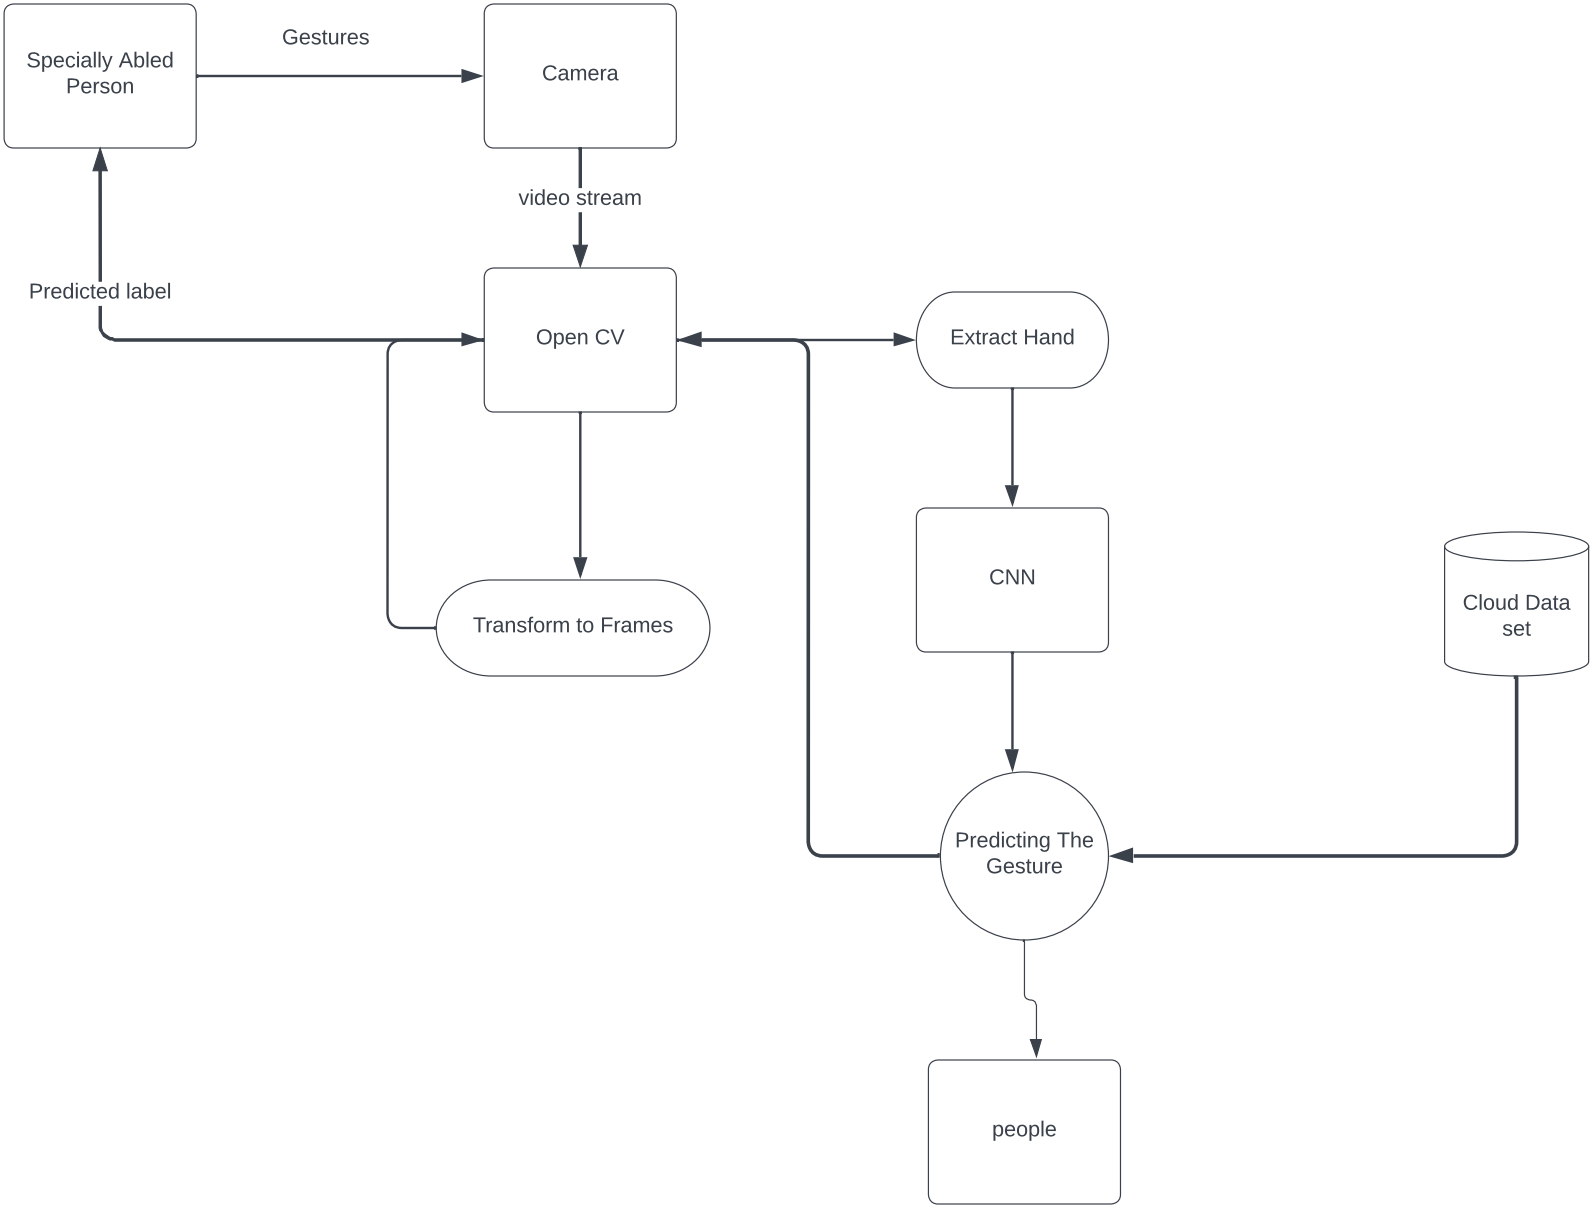 Specially Abled
Person
Gestures
Camera
video stream
Predicted label
Open CV
Extract Hand
Transform to Frames
CNN
Cloud Data
set
Predicting The
Gesture
people